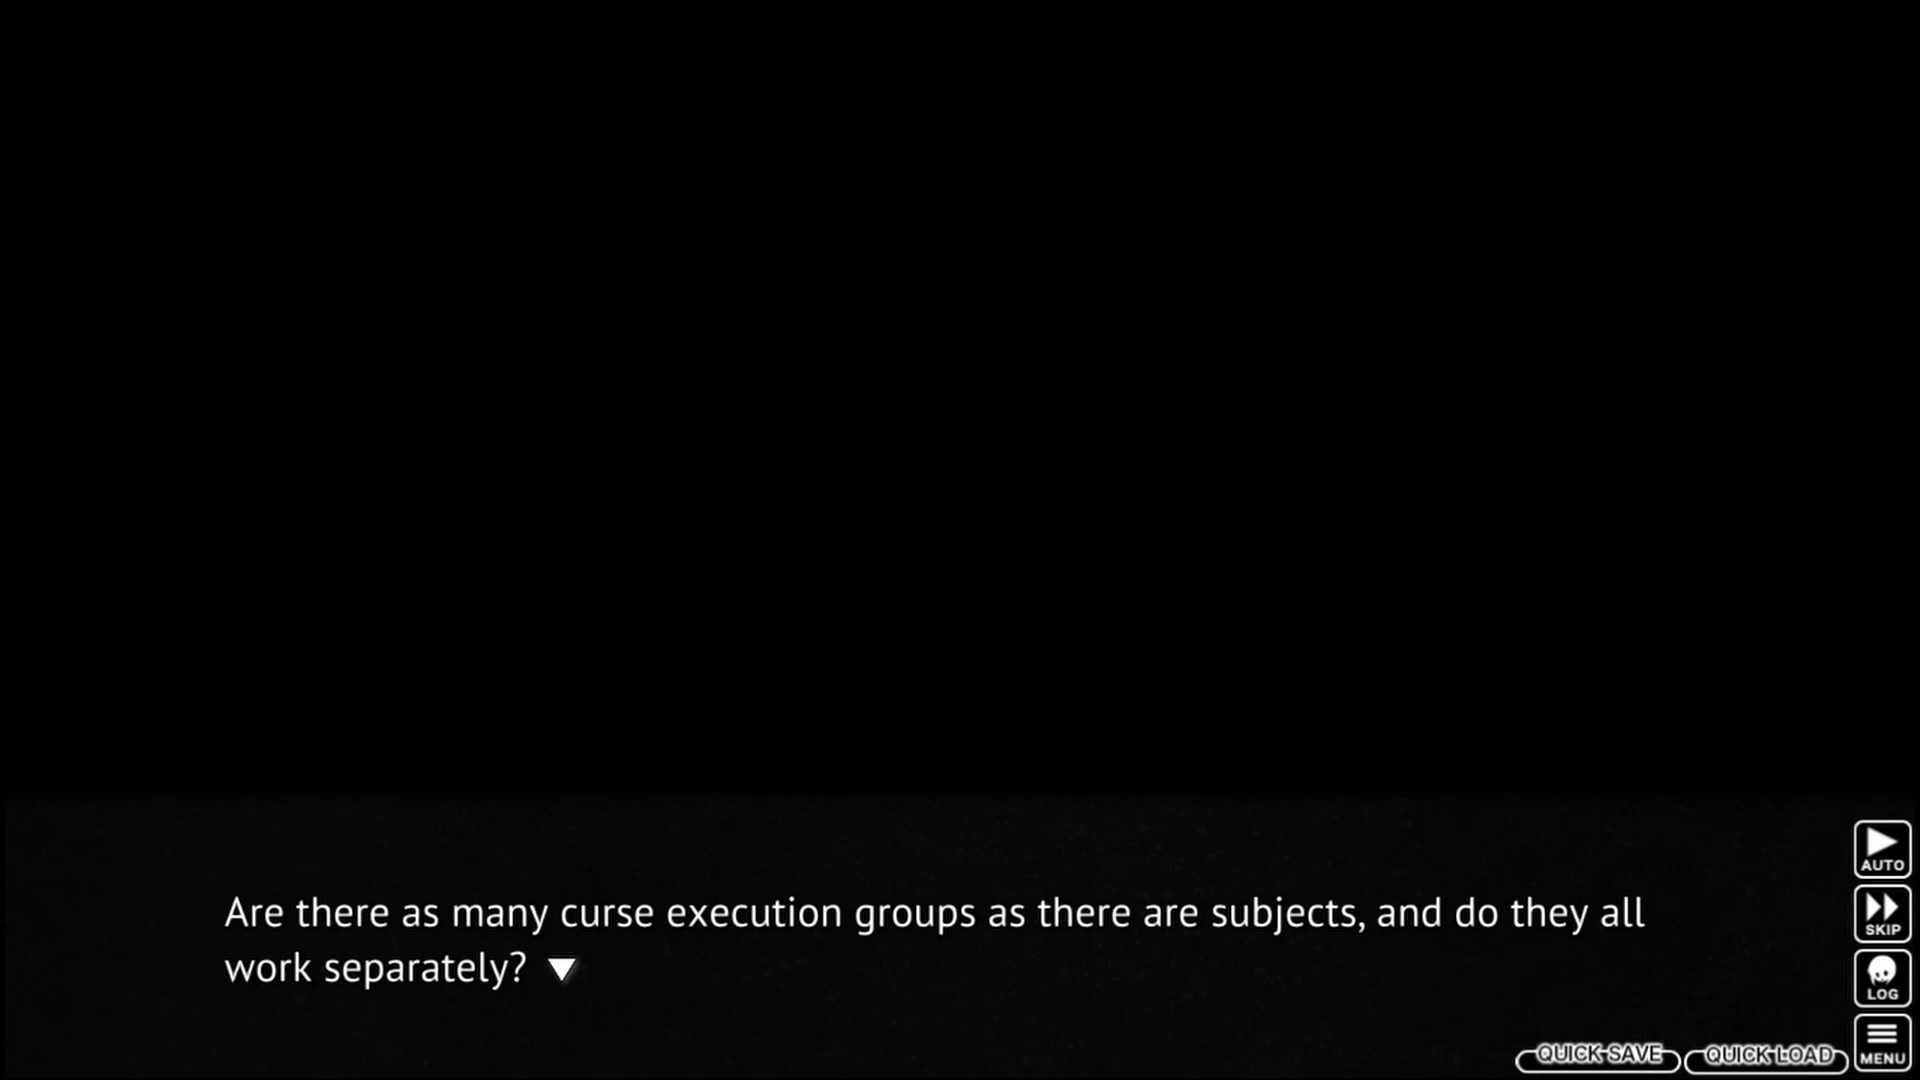 Are there as many curse execution groups as there are subjects, and do they all
work separately?
AUTO
SKIP
LOG
MENU
QUICK SAVE
QUICK LOAD